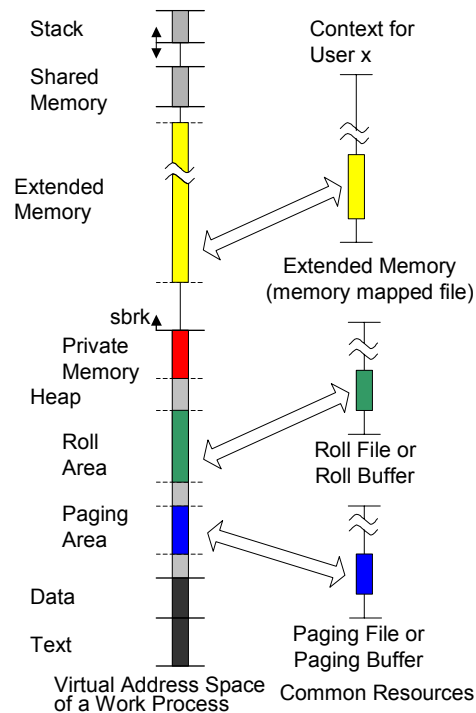 Stack
Context for
User x
Shared
Memory
Extended
Memory
Extended Memory
(memory mapped file)
sbrk
Private
Memory
Heap
Roll
Area
Roll File or
Roll Buffer
Paging
Area
Data
Text
Paging File or
Paging Buffer
Virtual Address Space
of a Work Process
Common Resources